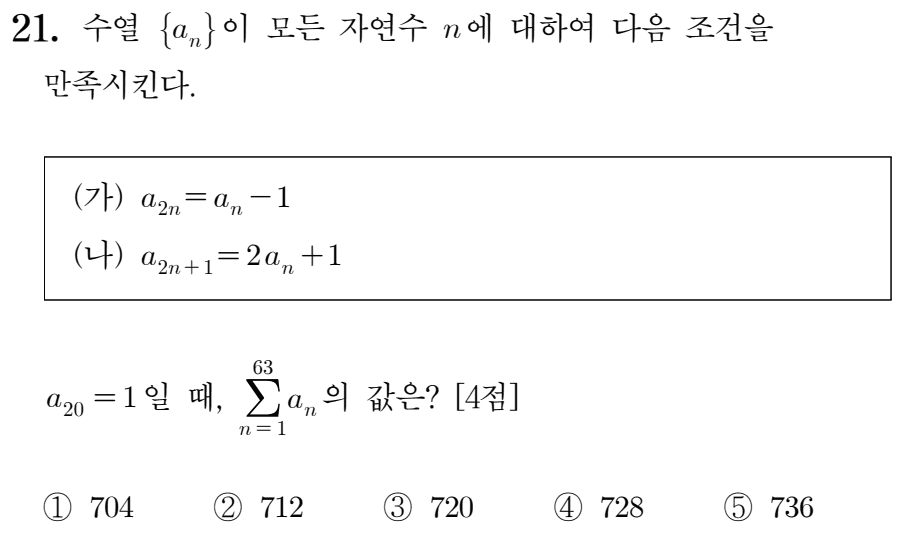 21. 수열 {aₙ}이 모든 자연수 n에 대하여 다음 조건을
만족시킨다.
(가) a₂ₙ = aₙ − 1
(나) a₂ₙ₊₁ = 2aₙ + 1
a₂₀ = 1일 때, ∑_{n=1}^{63} aₙ의 값은? [4점]
① 704 ② 712 ③ 720 ④ 728 ⑤ 736